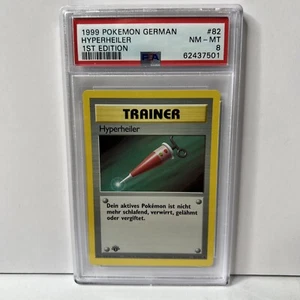 1999 POKEMON GERMAN #82
HYPERHEILER NM - MT
1ST EDITION 8
PSA 62437501
TRAINER
Hyperheiler
Dein aktives Pokémon ist nicht
mehr schlafend, verwirrt, gelähmt
oder vergiftet.